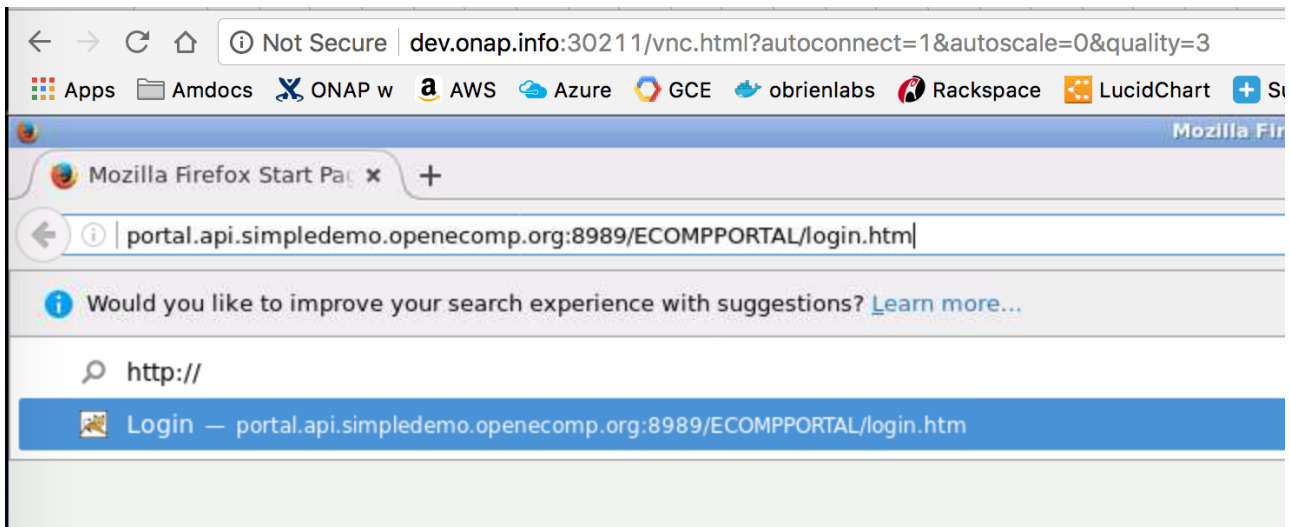 Not Secure dev.onap.info:30211/vnc.html?autoconnect=1&autoscale=0&quality=3
Apps Amdocs ONAP w AWS Azure GCE obrienlabs Rackspace LucidChart
Mozilla
Mozilla Firefox Start
portal.api.simpledemo.openecomp.org:8989/ECOMPPORTAL/login.htm
Would you like to improve your search experience with suggestions? Learn more...
http://
Login — portal.api.simpledemo.openecomp.org:8989/ECOMPPORTAL/login.htm